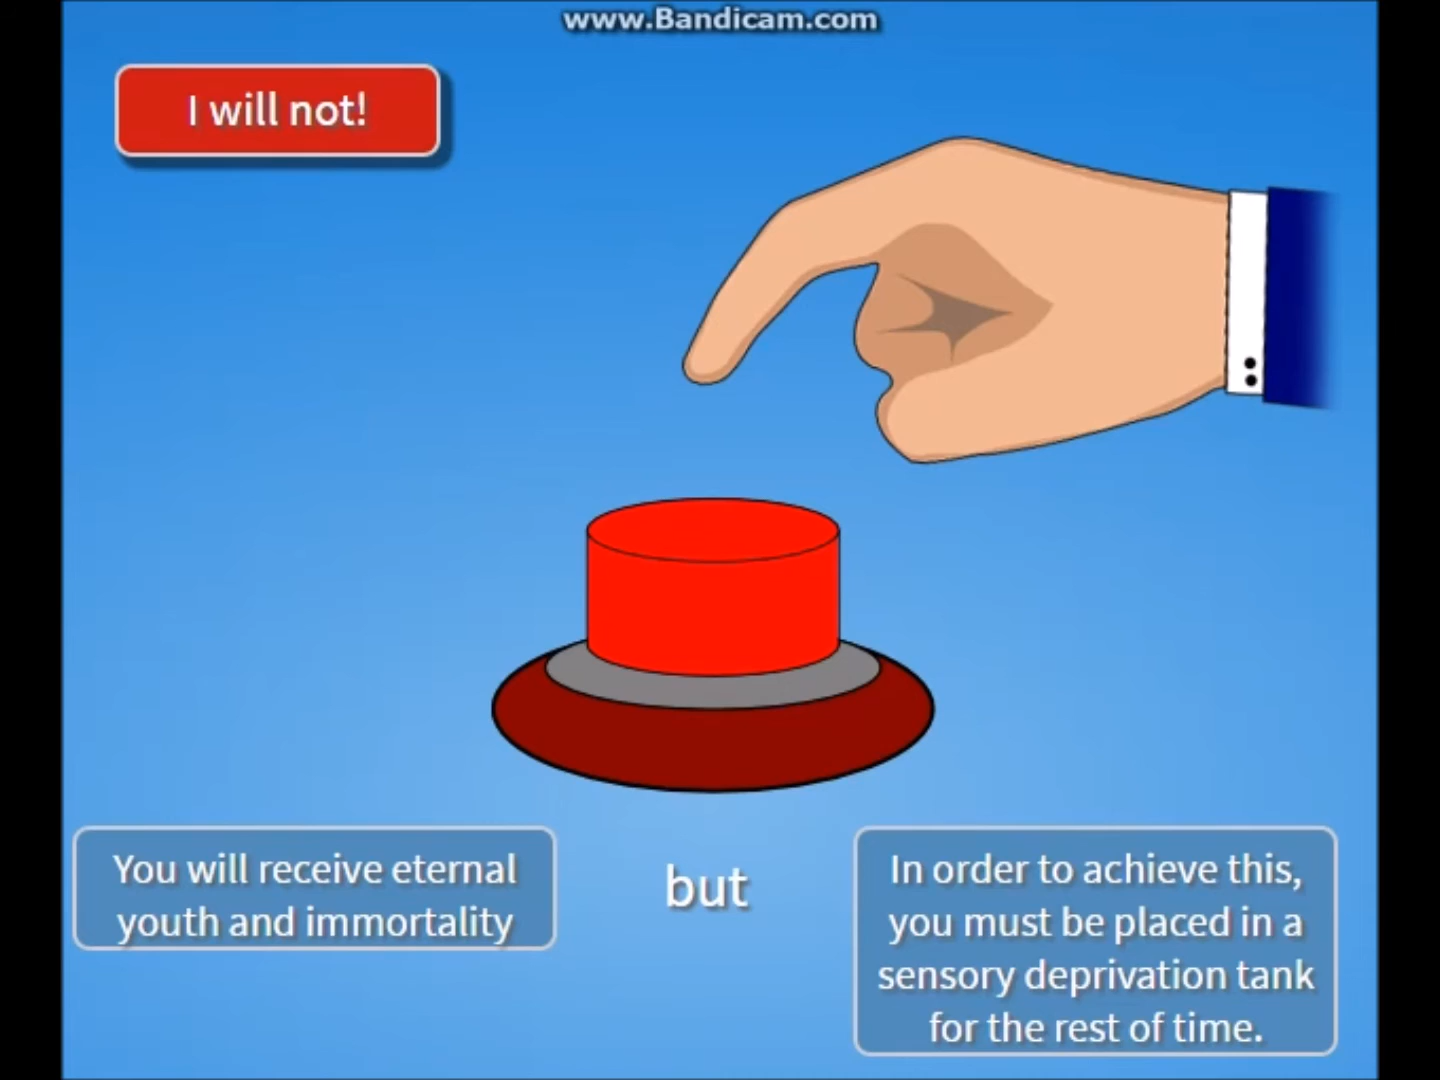 www.Bandicam.com
I will not!
You will receive eternal
youth and immortality
but
In order to achieve this,
you must be placed in a
sensory deprivation tank
for the rest of time.